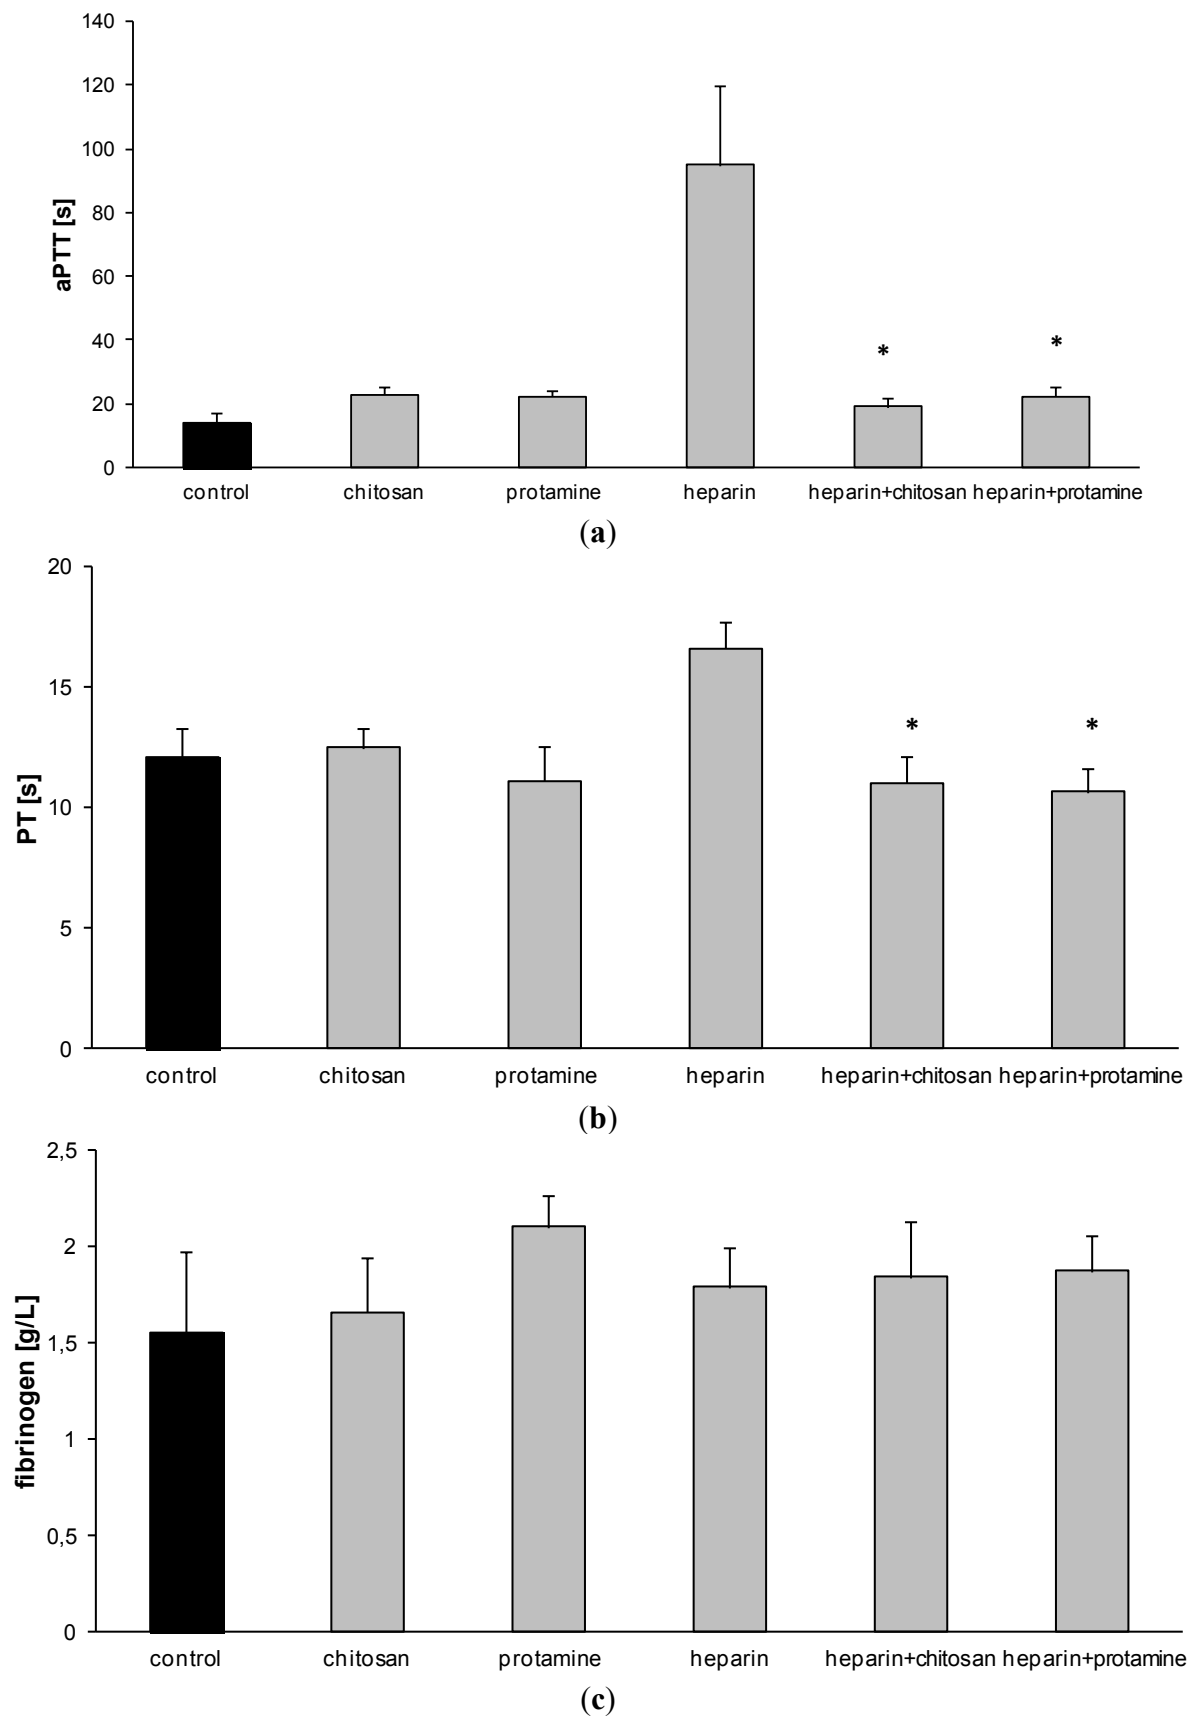 140
120
100
80
60
40
20
0
aPTT [s]
* *
control chitosan protamine heparin heparin+chitosan heparin+protamine
(a)
20
15
10
5
0
PT [s]
* *
control chitosan protamine heparin heparin+chitosan heparin+protamine
(b)
2,5
2
1,5
1
0,5
0
fibrinogen [g/L]
control chitosan protamine heparin heparin+chitosan heparin+protamine
(c)